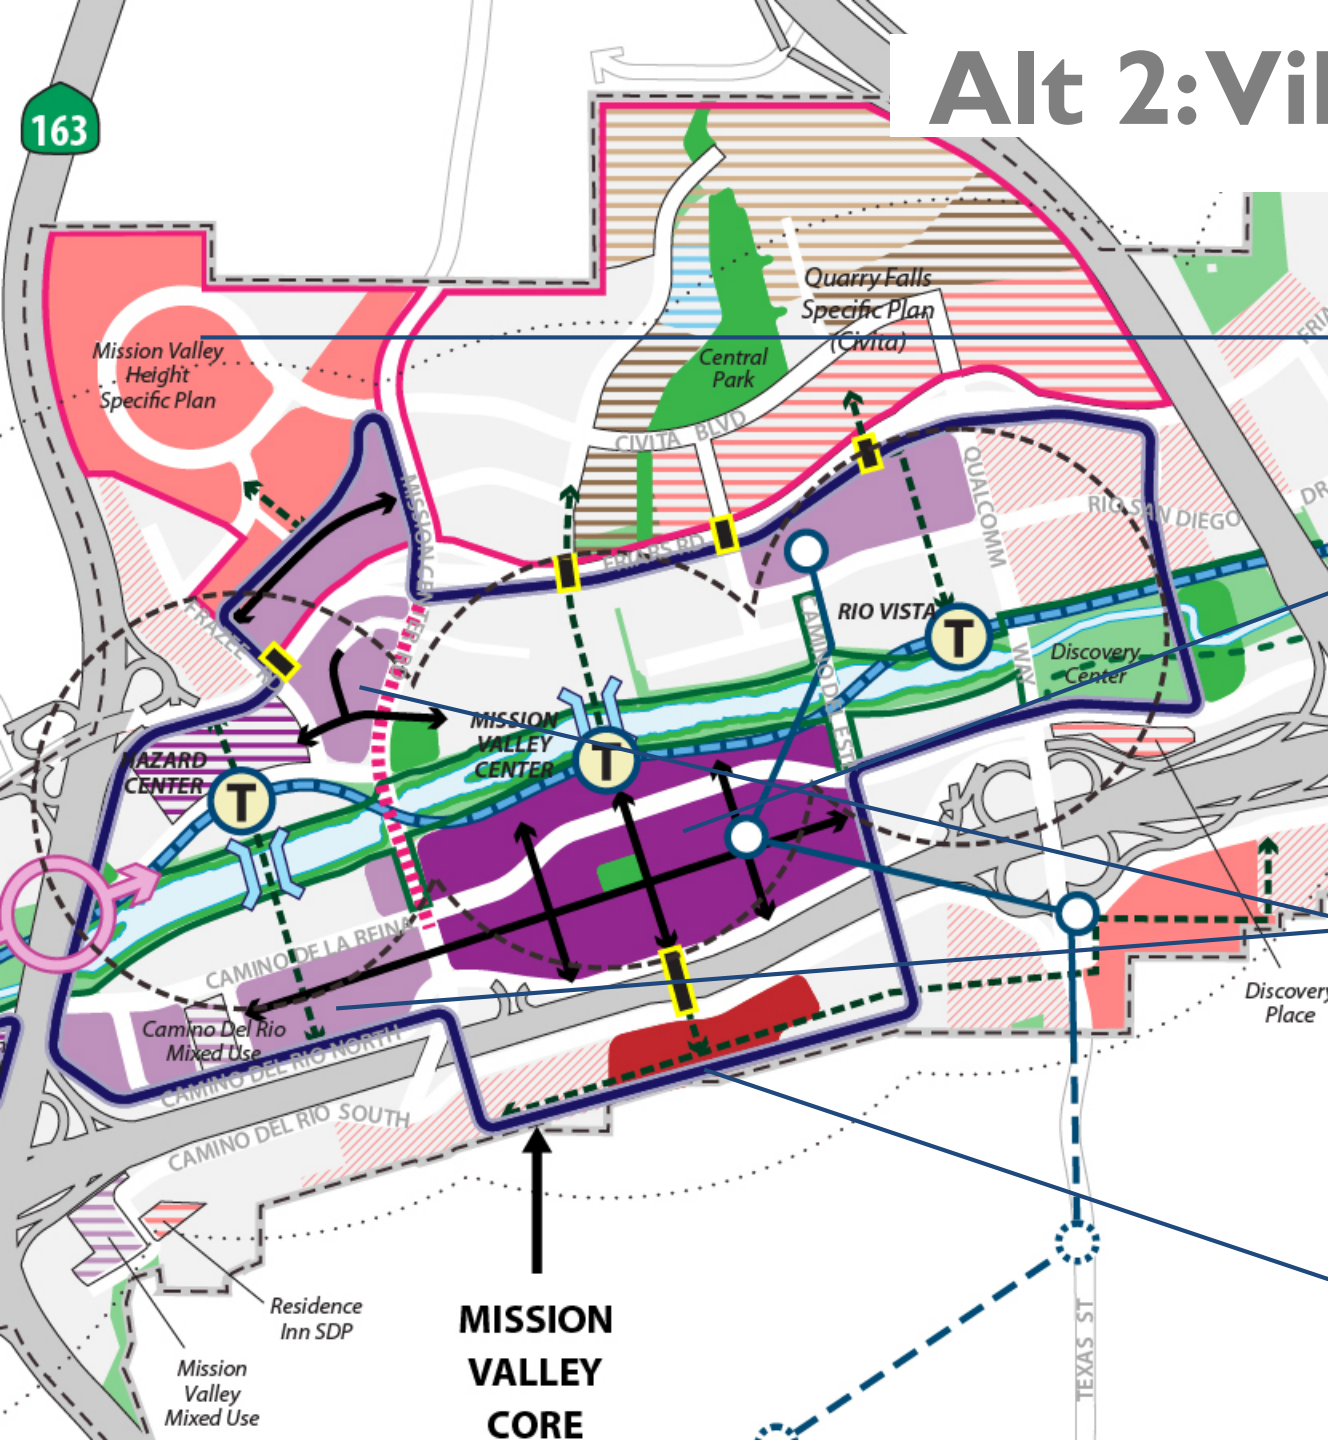 Alt 2: Vil
163
Quarry Falls
Specific Plan
(Civita)
Mission Valley
Height
Specific Plan
Central
Park
CIVITA BLVD
MISSION CENTER RD
QUALCOMM
WAY
RIO SAN DIEGO
DR
FRIARS RD
FRAZEE RD
CAMINO DEL ESTE
RIO VISTA
T
Discovery
Center
MISSION
VALLEY
CENTER
T
HAZARD
CENTER
T
CAMINO DE LA REINA
Camino Del Rio
Mixed Use
CAMINO DEL RIO NORTH
CAMINO DEL RIO SOUTH
Discovery
Place
Residence
Inn SDP
Mission
Valley
Mixed Use
MISSION
VALLEY
CORE
TEXAS ST